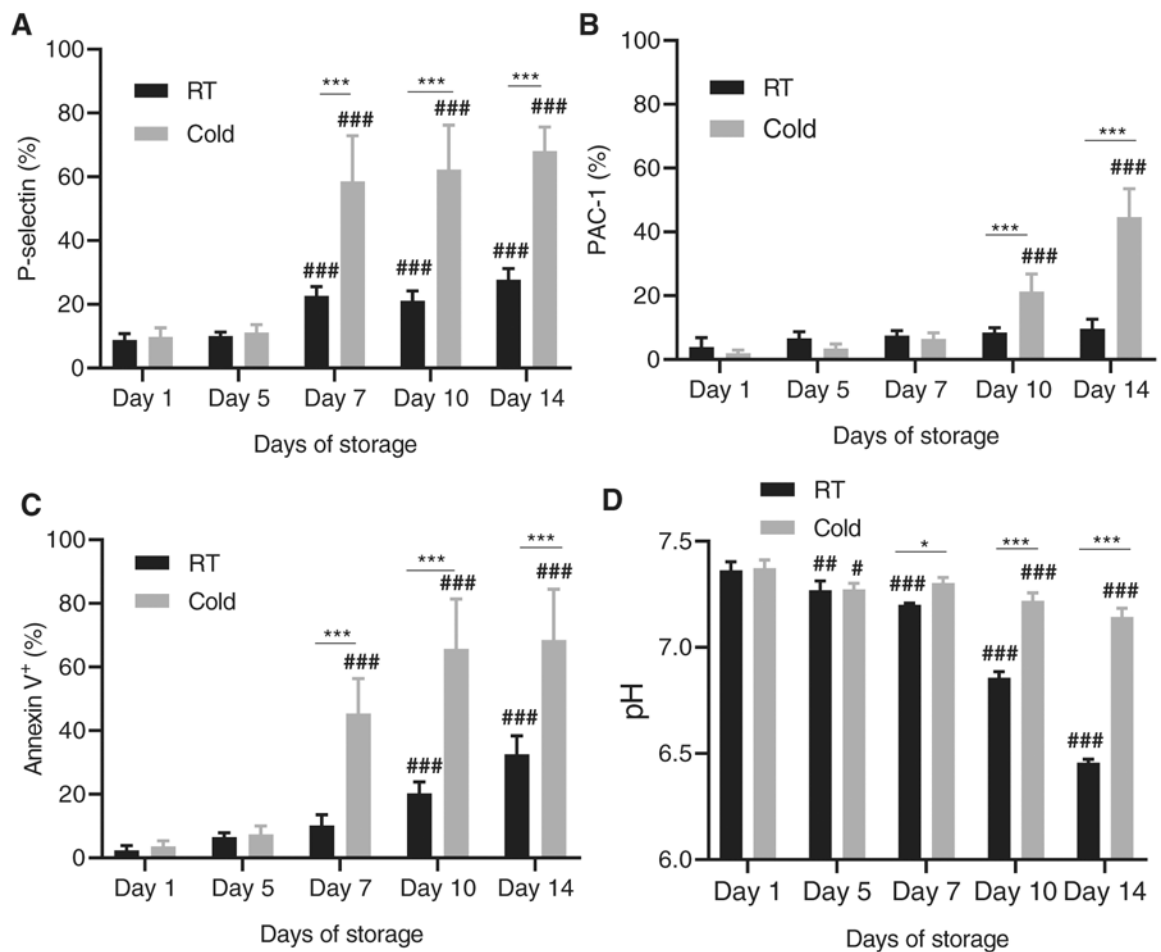 A
100
80
60
40
20
0
P-selectin (%)
RT
Cold
***
***
***
###
###
###
###
###
###
Day 1 Day 5 Day 7 Day 10 Day 14
Days of storage
B
100
80
60
40
20
0
PAC-1 (%)
RT
Cold
***
***
###
###
Day 1 Day 5 Day 7 Day 10 Day 14
Days of storage
C
100
80
60
40
20
0
Annexin V⁺ (%)
RT
Cold
***
***
***
###
###
###
###
###
Day 1 Day 5 Day 7 Day 10 Day 14
Days of storage
D
RT
Cold
7.5
7.0
6.5
6.0
pH
*
***
***
##
#
###
###
###
###
###
Day 1 Day 5 Day 7 Day 10 Day 14
Days of storage